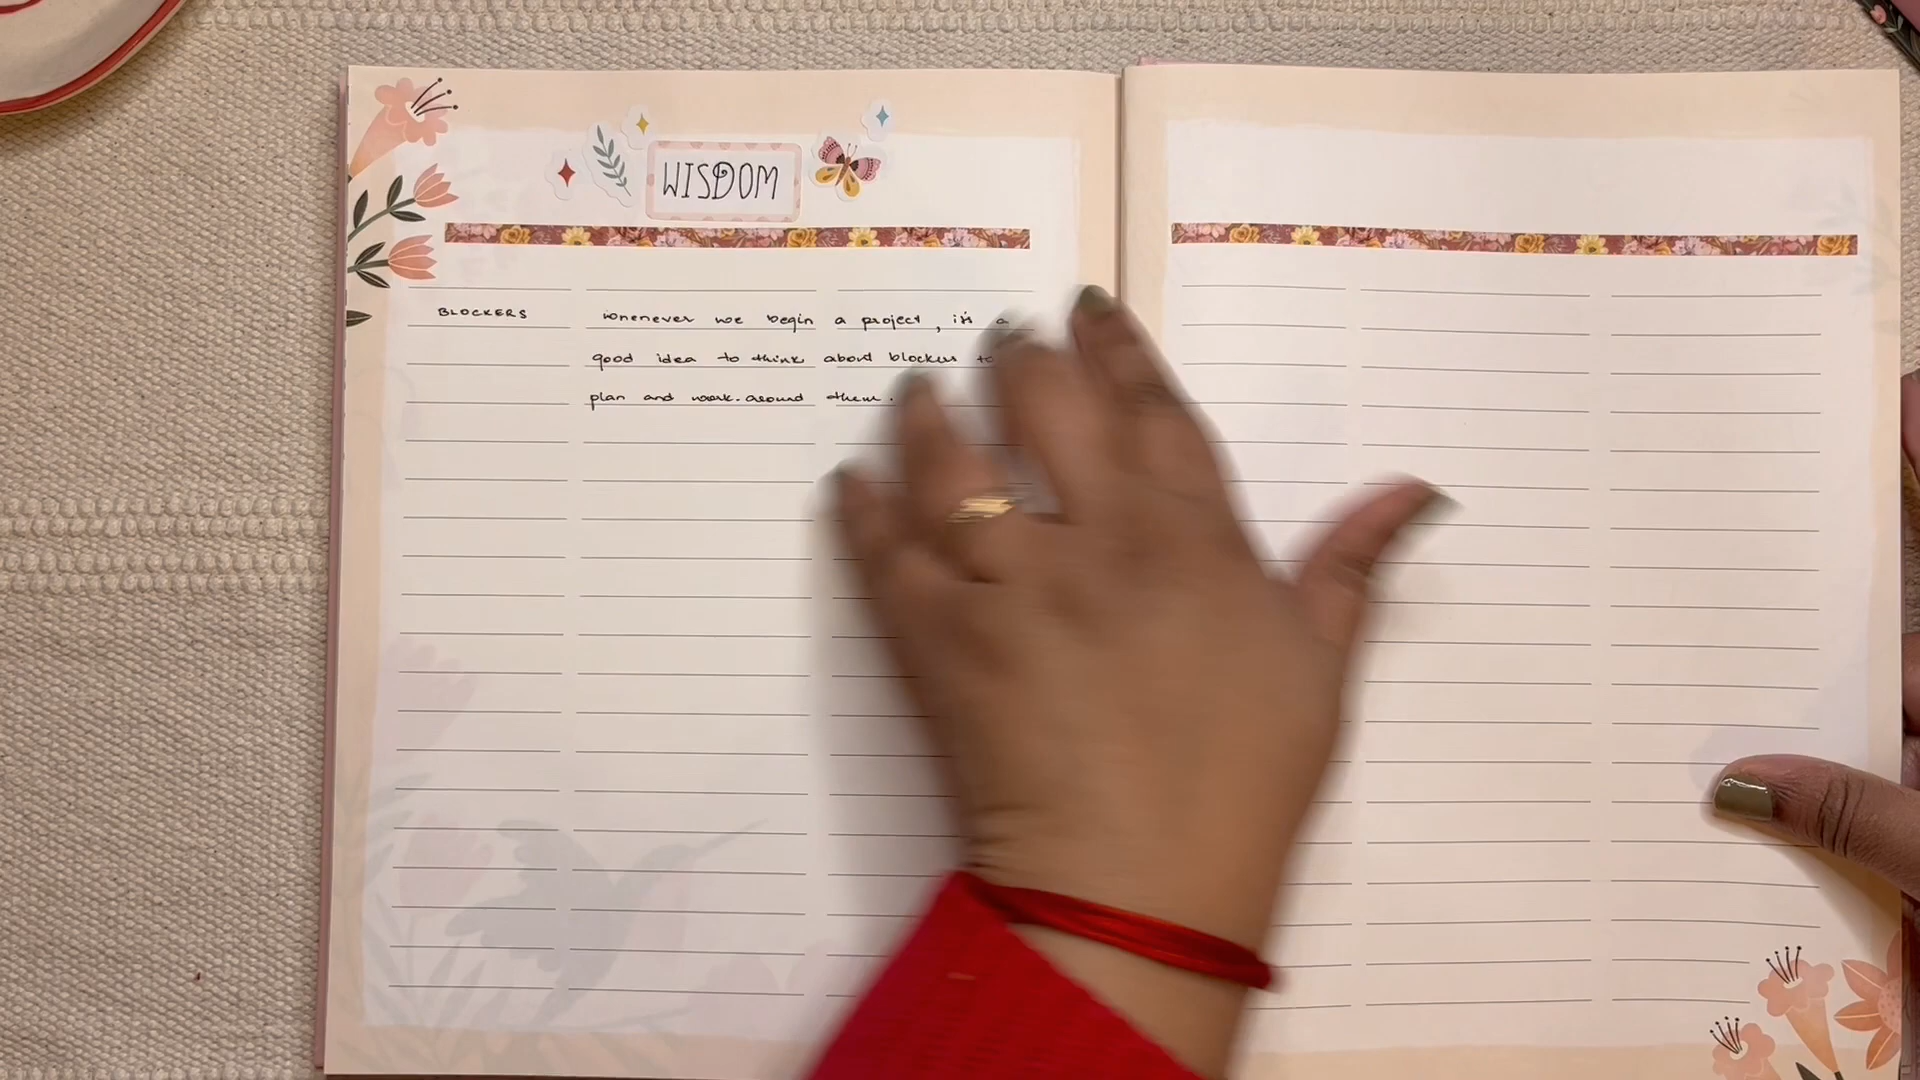 WISDOM
BLOCKERS whenever we begin a project, it's a
good idea to think about blockers to
plan and work around them.